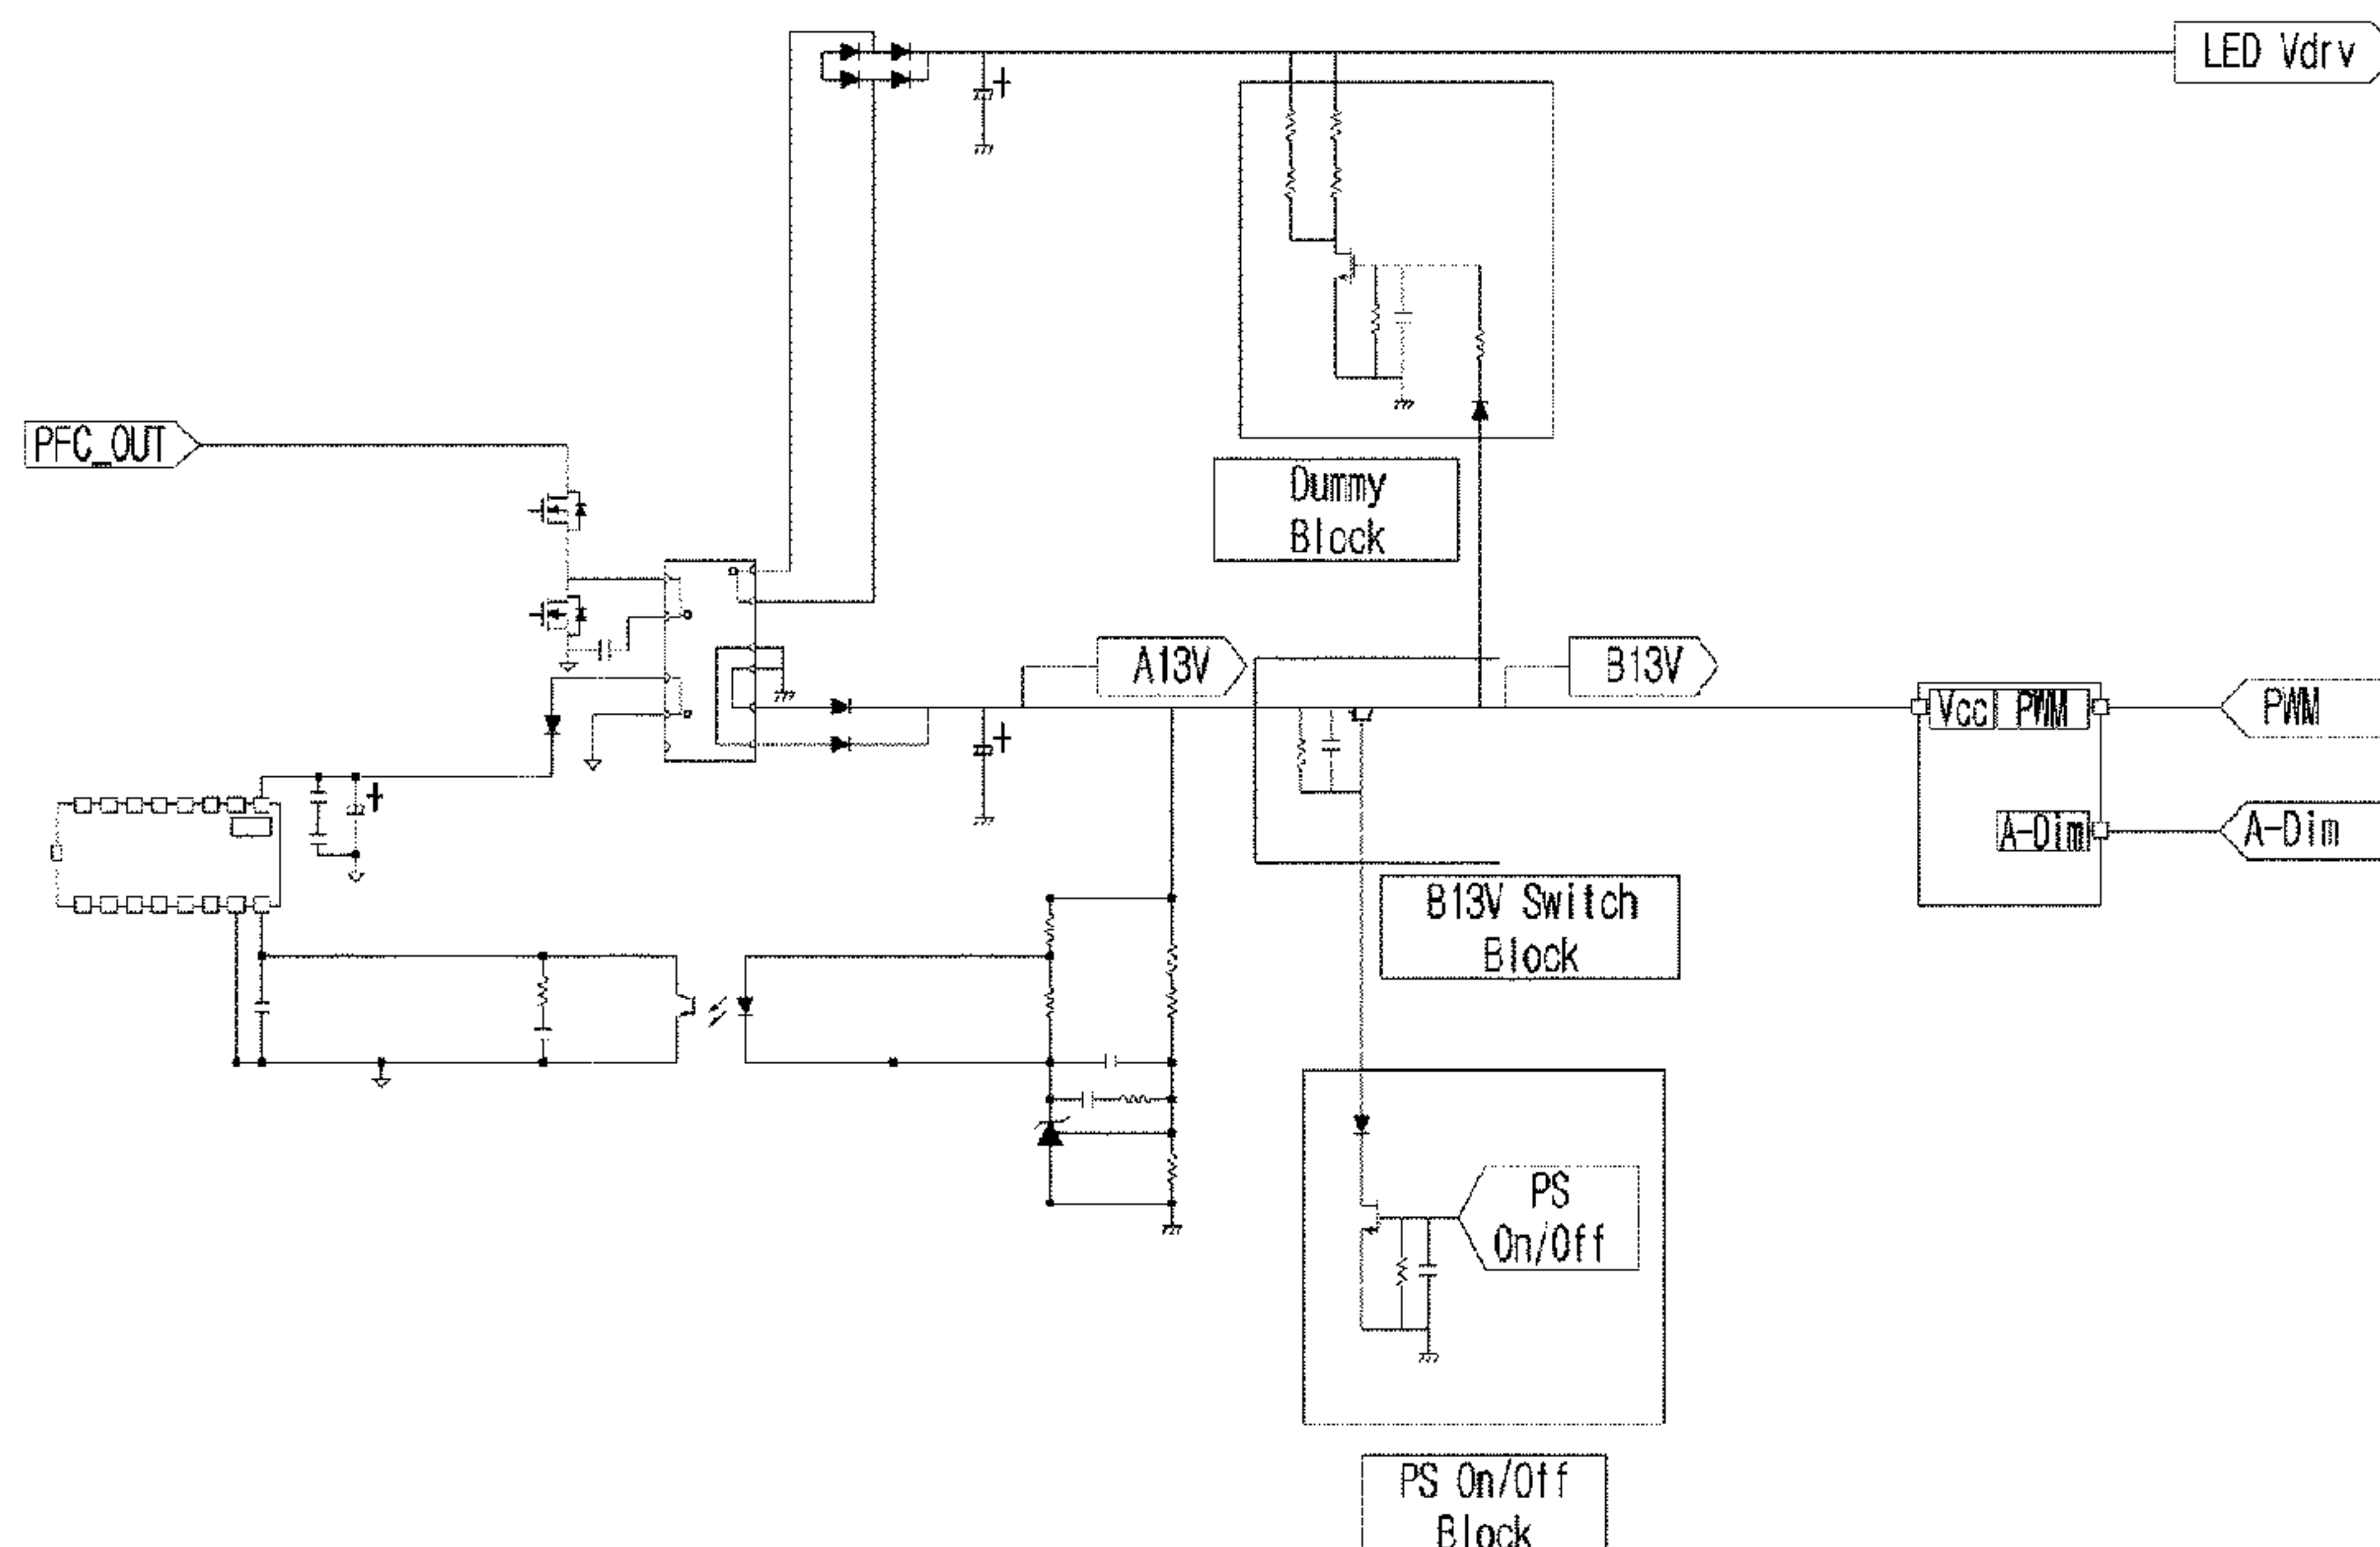 LED Vdrv
PFC_OUT
Dummy
Block
A13V
B13V
Vcc
PWM
PWM
A-Dim
A-Dim
B13V Switch
Block
PS
On/Off
PS On/Off
Block